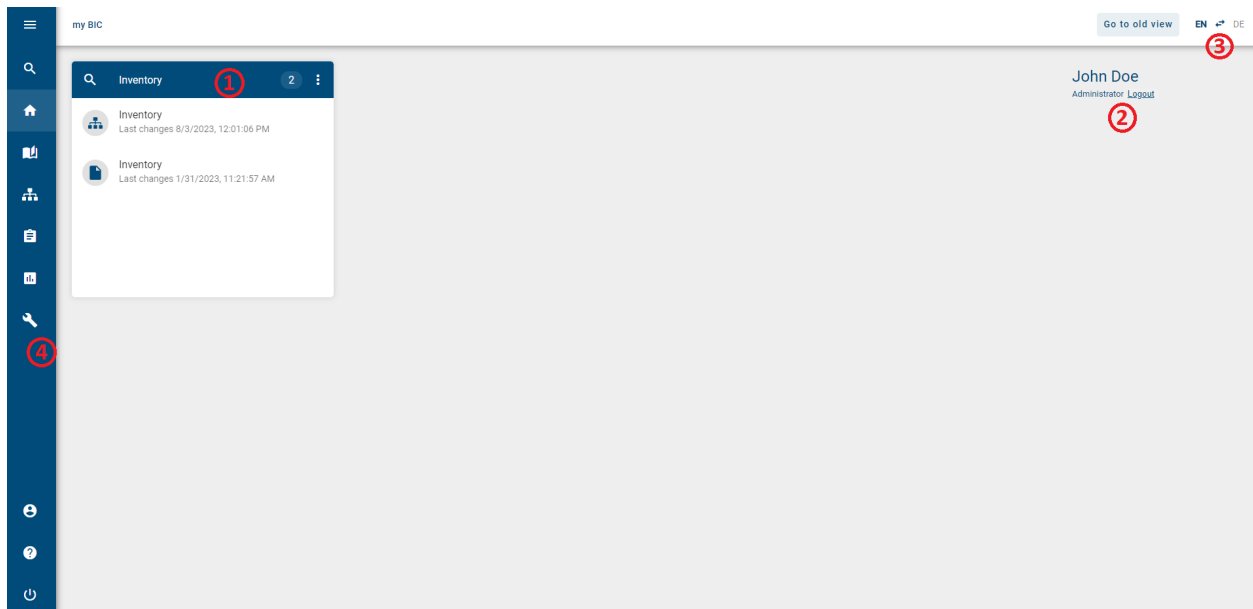 my BIC
Go to old view
EN DE
3
Inventory 1 2
John Doe
Administrator Logout
2
Inventory
Last changes 8/3/2023, 12:01:06 PM
Inventory
Last changes 1/31/2023, 11:21:57 AM
4